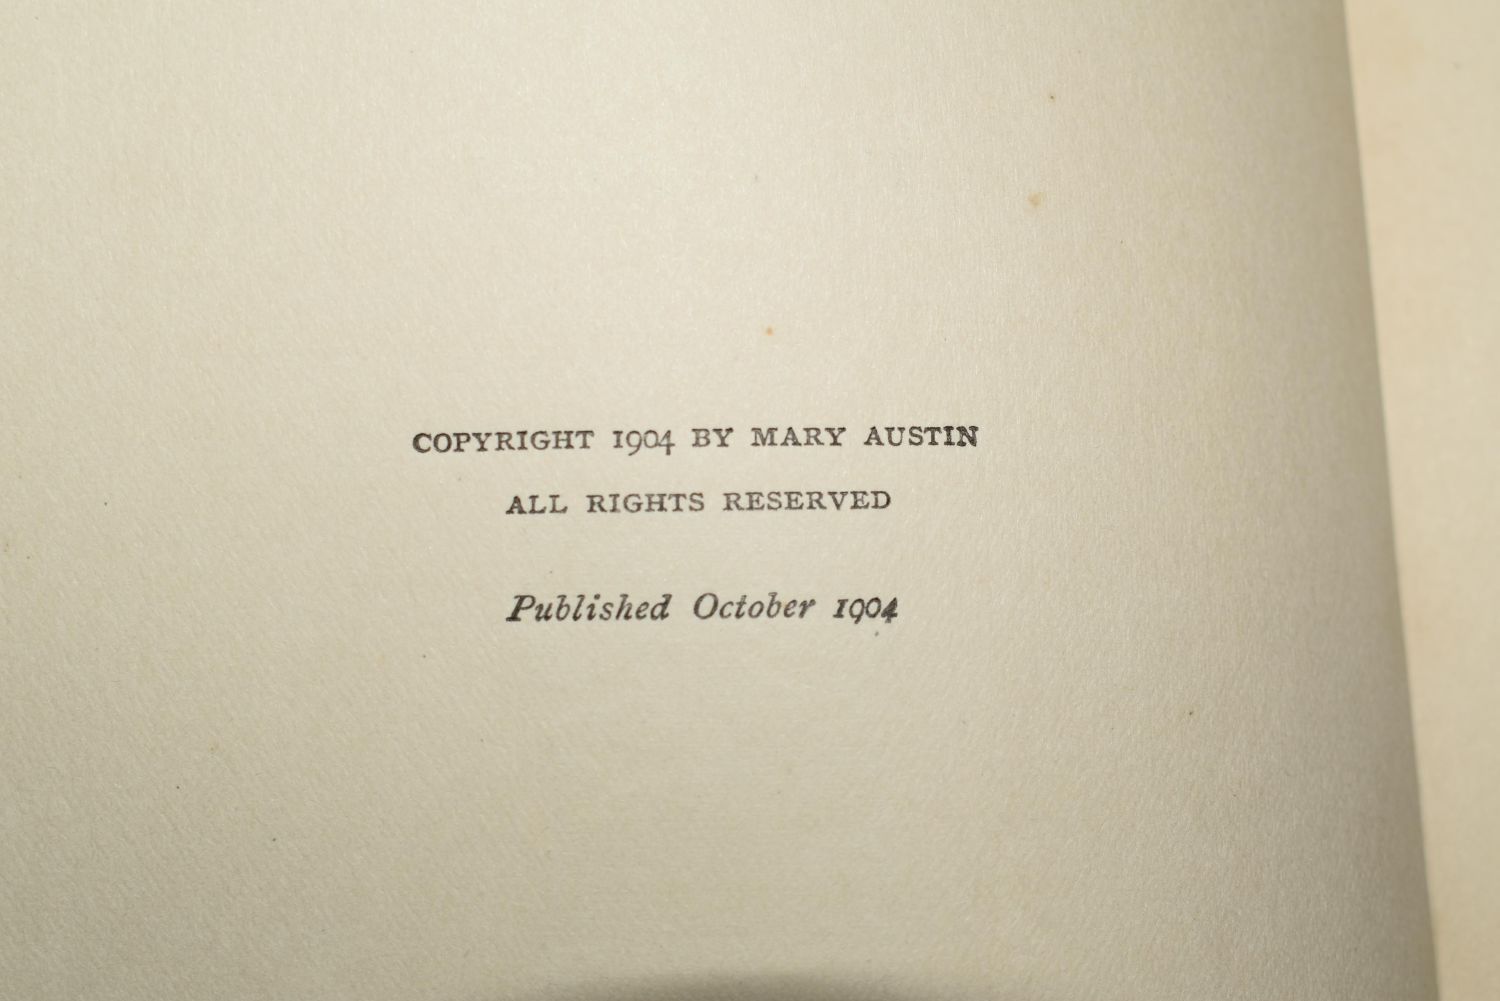 COPYRIGHT 1904 BY MARY AUSTIN
ALL RIGHTS RESERVED
Published October 1904